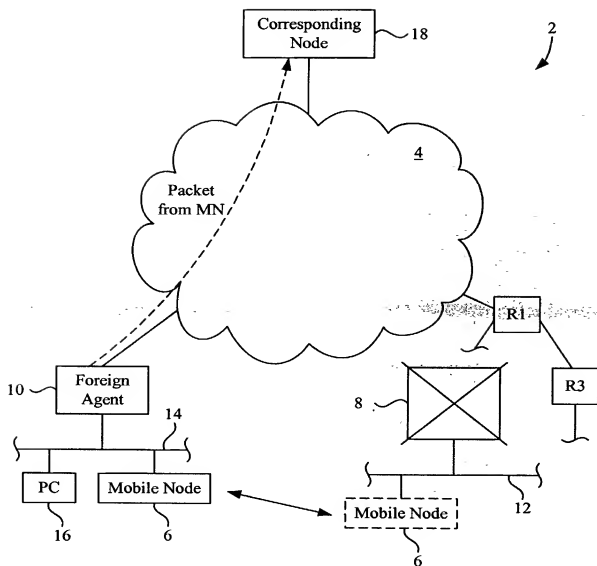 Corresponding
Node
18
2
4
Packet
from MN
R1
10
Foreign
Agent
8
R3
14
PC
Mobile Node
12
16
6
Mobile Node
6